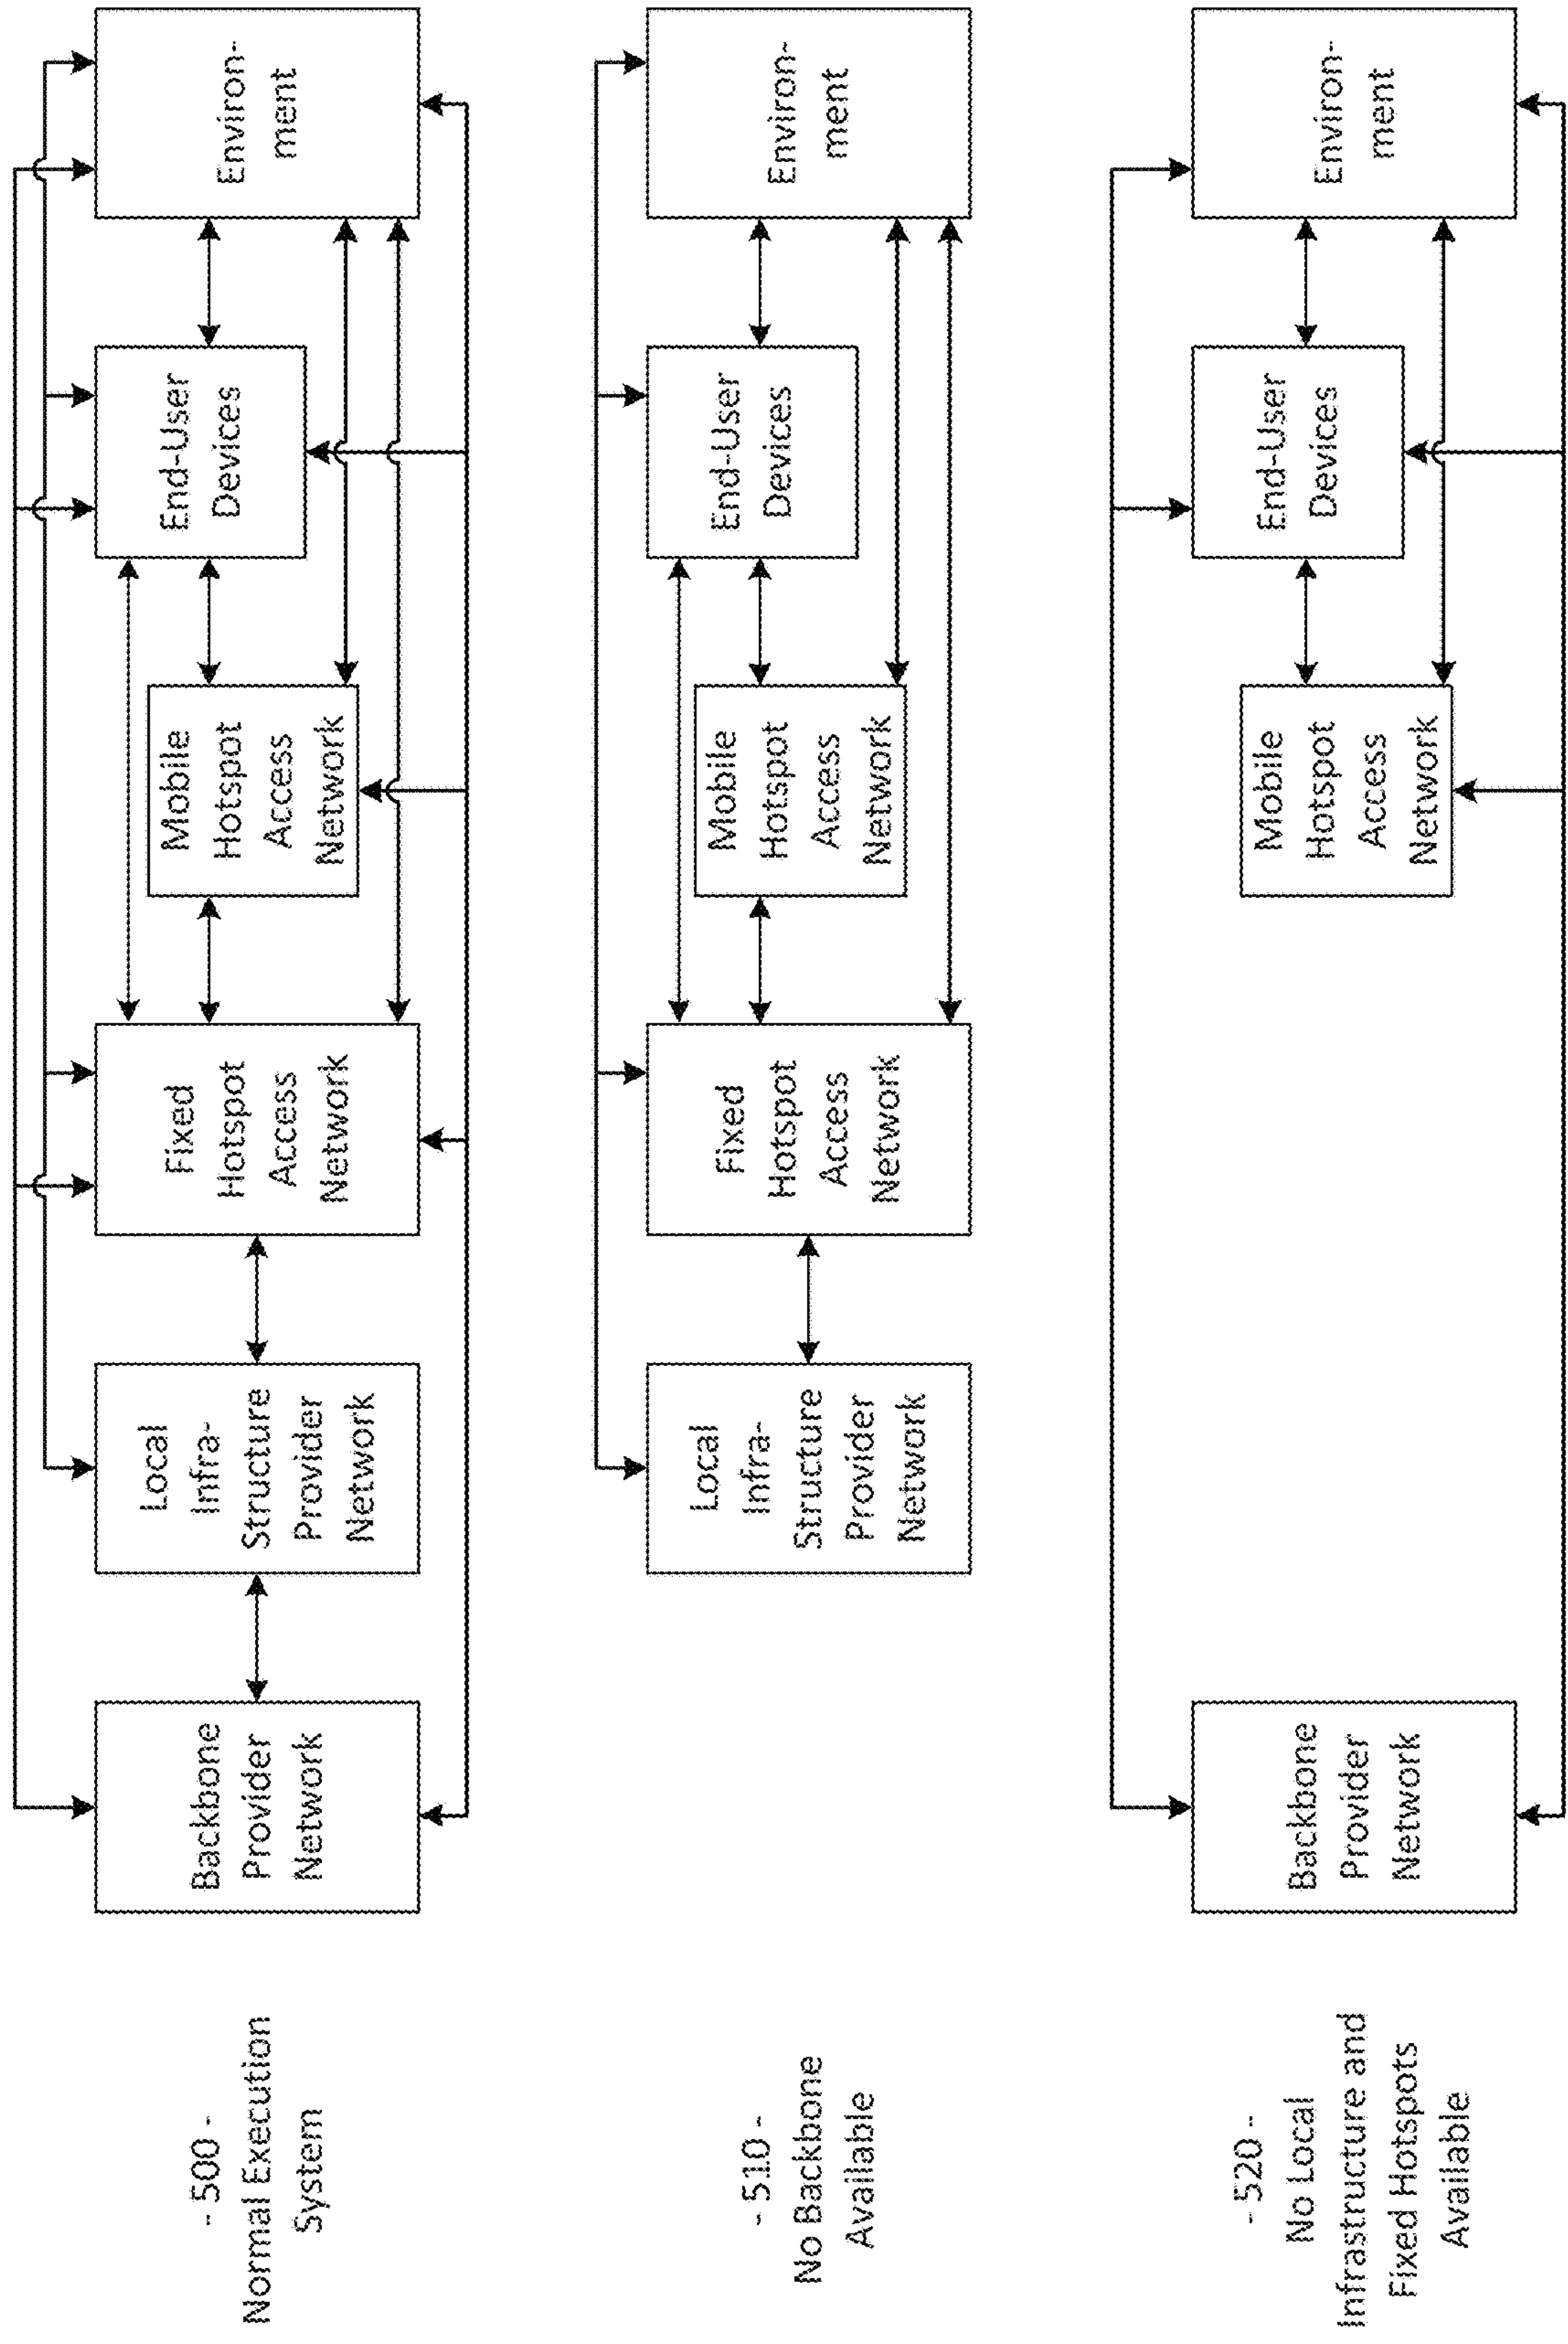 - 500 -
Normal Execution
System
Backbone
Provider
Network
Local
Infra-
Structure
Provider
Network
Fixed
Hotspot
Access
Network
Mobile
Hotspot
Access
Network
End-User
Devices
Environ-
ment
- 510 -
No Backbone
Available
Local
Infra-
Structure
Provider
Network
Fixed
Hotspot
Access
Network
Mobile
Hotspot
Access
Network
End-User
Devices
Environ-
ment
- 520 -
No Local
Infrastructure and
Fixed Hotspots
Available
Backbone
Provider
Network
Mobile
Hotspot
Access
Network
End-User
Devices
Environ-
ment